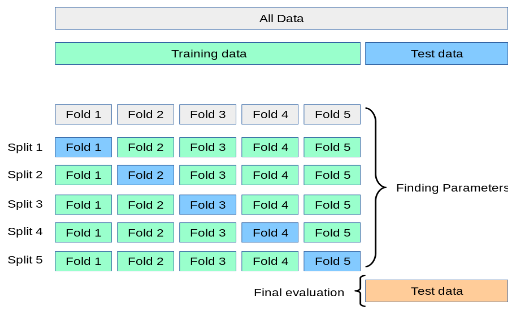 All Data
Training data Test data
Fold 1 Fold 2 Fold 3 Fold 4 Fold 5
Split 1 Fold 1 Fold 2 Fold 3 Fold 4 Fold 5
Split 2 Fold 1 Fold 2 Fold 3 Fold 4 Fold 5
Finding Parameters
Split 3 Fold 1 Fold 2 Fold 3 Fold 4 Fold 5
Split 4 Fold 1 Fold 2 Fold 3 Fold 4 Fold 5
Split 5 Fold 1 Fold 2 Fold 3 Fold 4 Fold 5
Final evaluation Test data